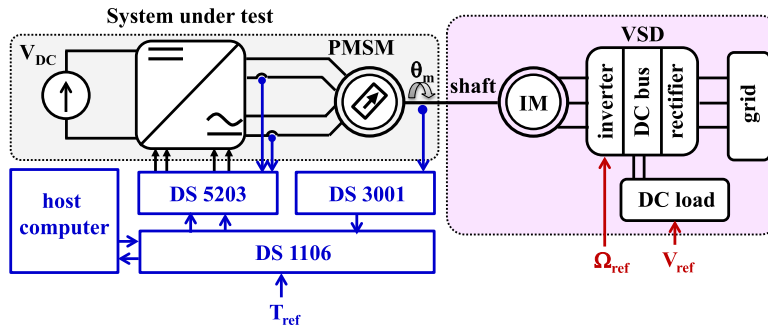 System under test
V_DC
PMSM
θ_m
shaft
VSD
IM
inverter
DC bus
rectifier
grid
DS 5203
DS 3001
DC load
host
computer
DS 1106
Ω_ref
V_ref
T_ref